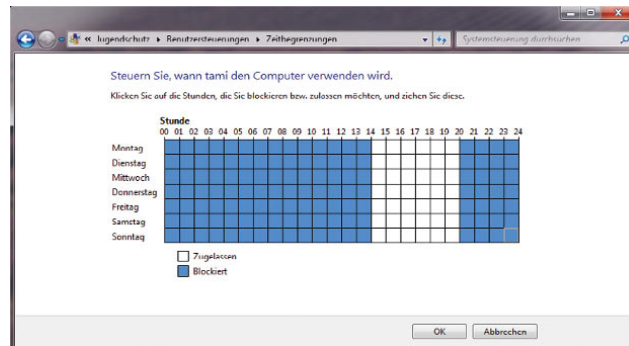 « Jugendschutz ▸ Benutzersteuerungen ▸ Zeitbegrenzungen
Systemsteuerung durchsuchen
Steuern Sie, wann tami den Computer verwenden wird.
Klicken Sie auf die Stunden, die Sie blockieren bzw. zulassen möchten, und ziehen Sie diese.
Stunde
00 01 02 03 04 05 06 07 08 09 10 11 12 13 14 15 16 17 18 19 20 21 22 23 24
Montag
Dienstag
Mittwoch
Donnerstag
Freitag
Samstag
Sonntag
Zugelassen
Blockiert
OK Abbrechen